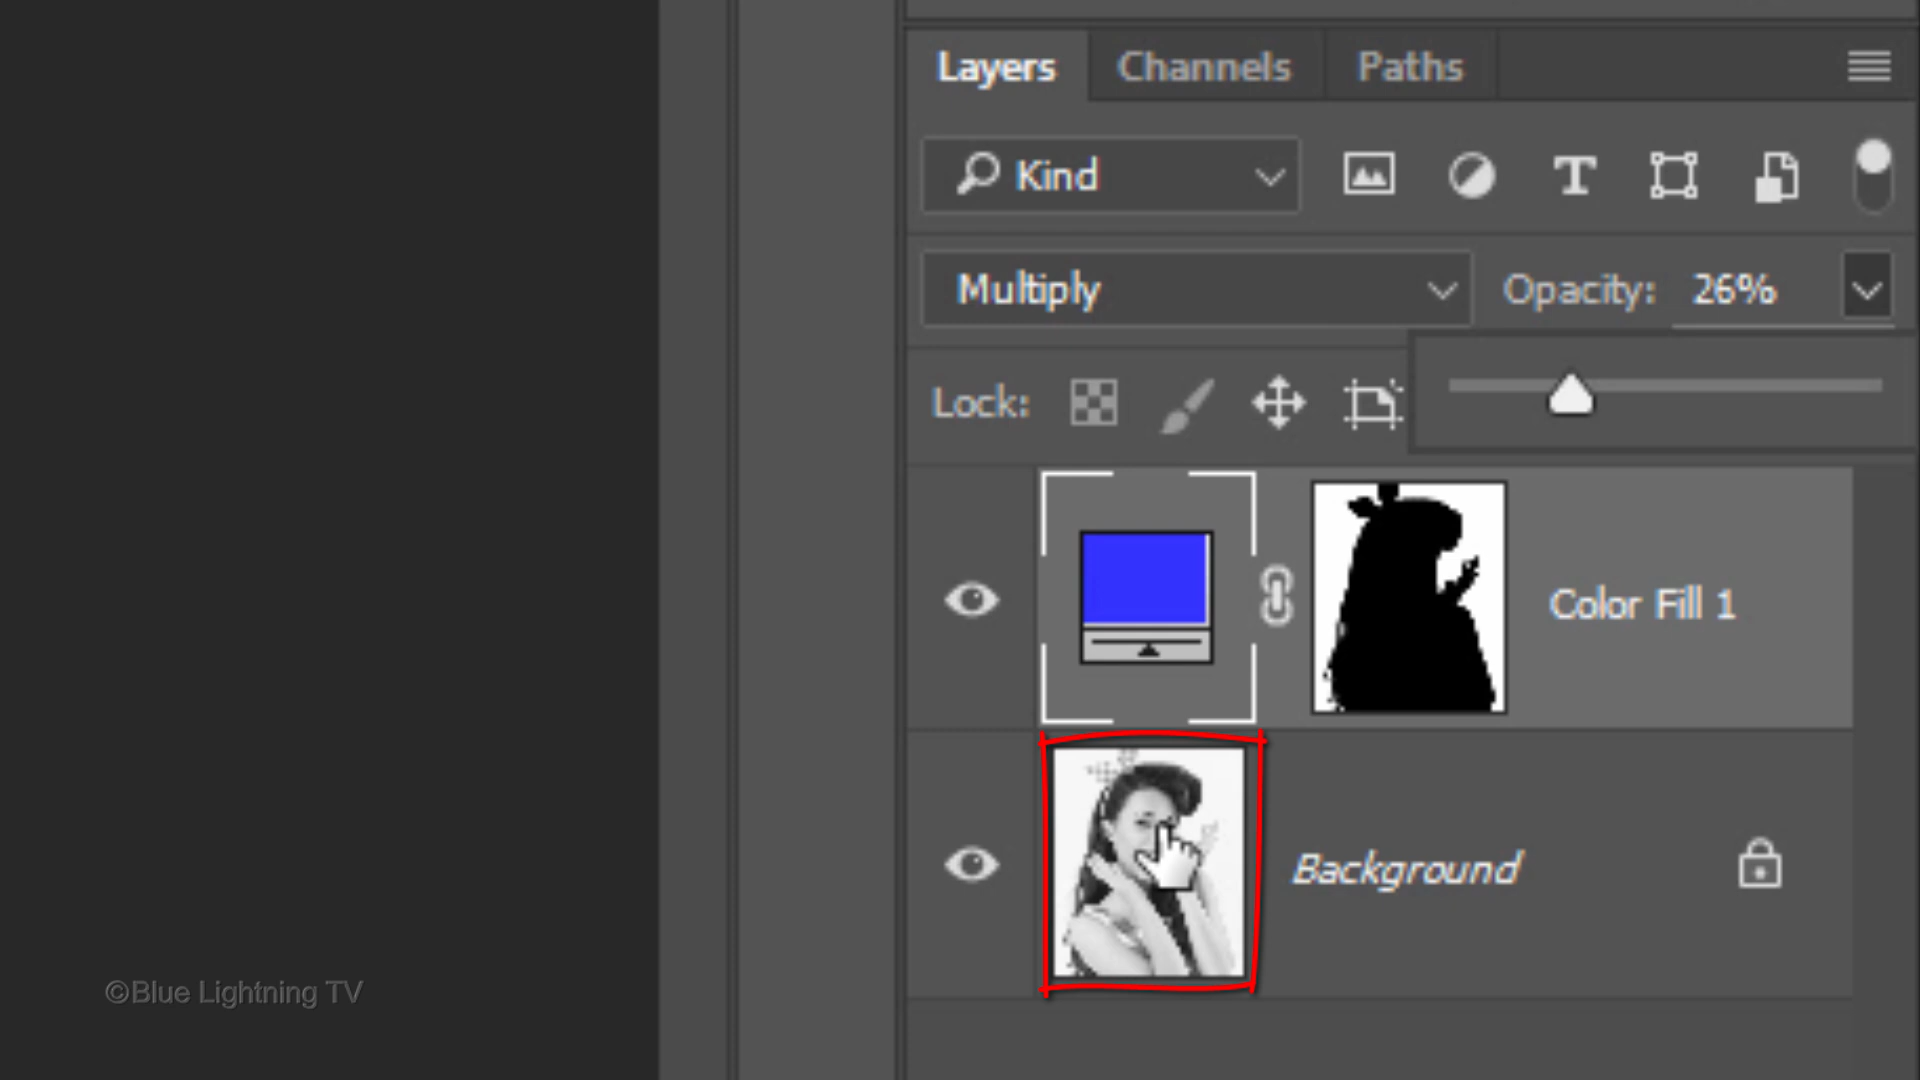 Layers Channels Paths
Kind
Multiply Opacity: 26%
Lock:
Color Fill 1
Background
©Blue Lightning TV